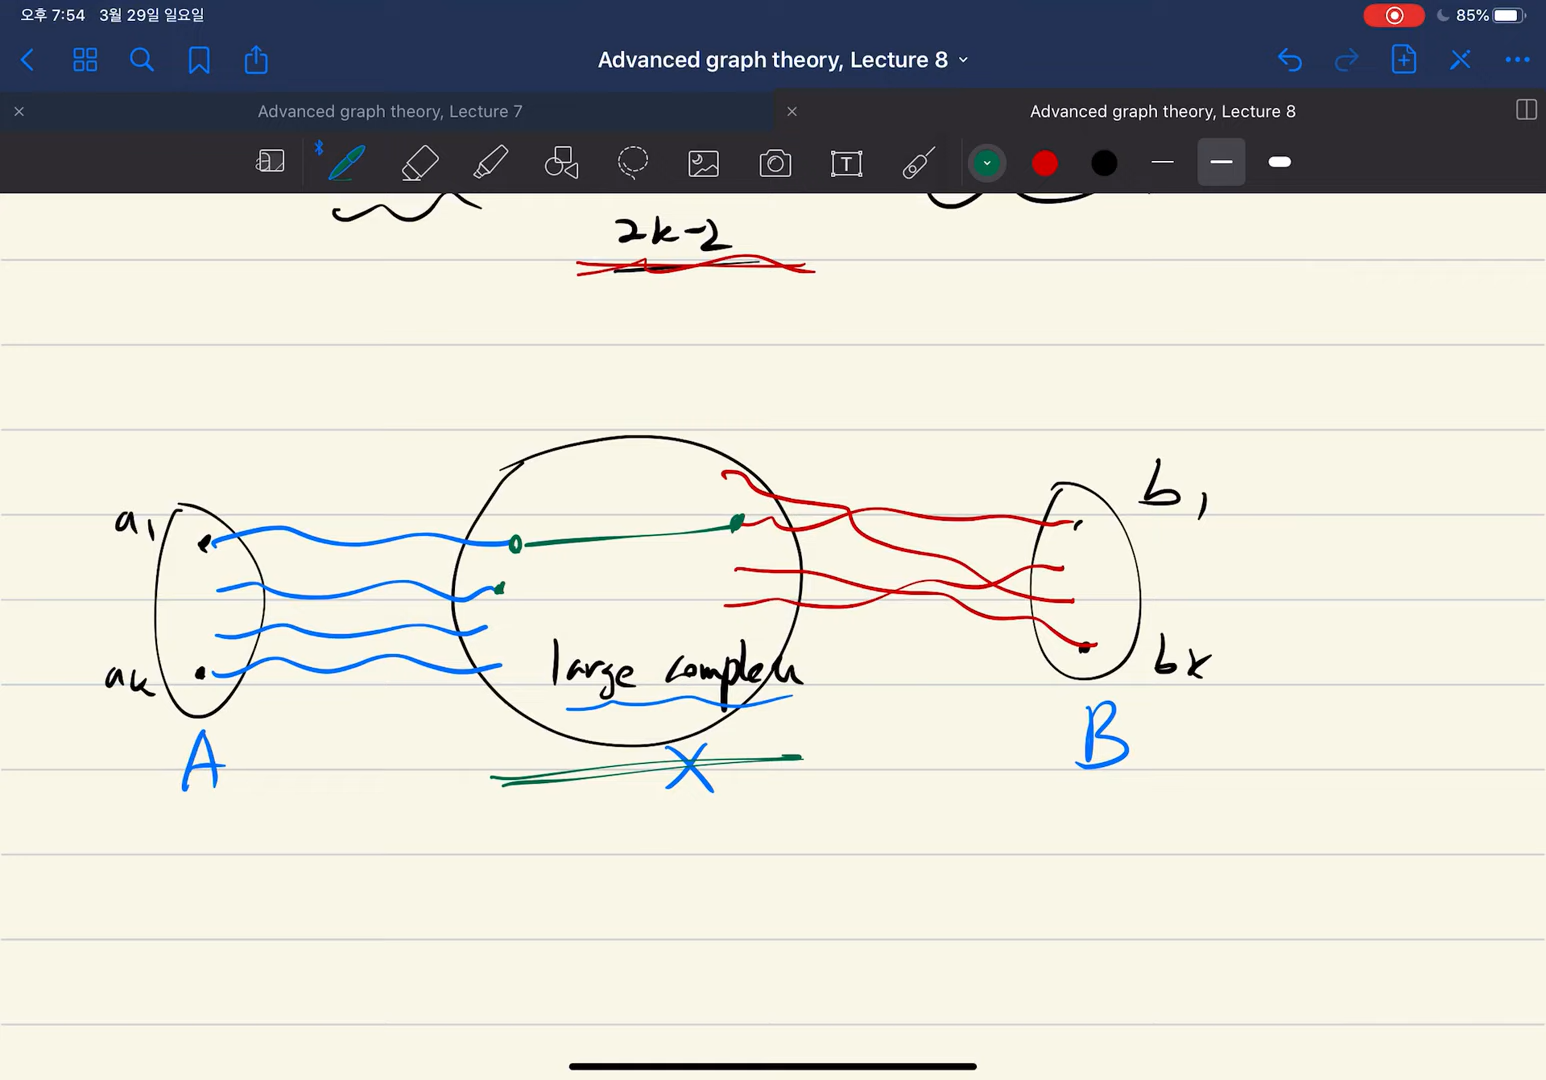 오후 7:54 3월 29일 일요일
85%
Advanced graph theory, Lecture 8
Advanced graph theory, Lecture 7
Advanced graph theory, Lecture 8
T
2k-2
a1
b1
ak
large complete
bk
A
X
B